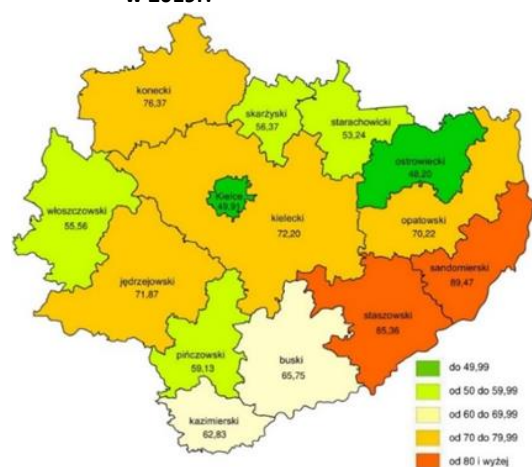 w 2019r.
konecki
76,37
skarżyski
56,37
starachowicki
53,24
ostrowiecki
48,20
Kielce
49,91
włoszczowski
55,56
kielecki
72,20
opatowski
70,22
sandomierski
89,47
jędrzejowski
71,87
staszowski
85,36
pińczowski
59,13
buski
65,75
kazimierski
62,83
do 49,99
od 50 do 59,99
od 60 do 69,99
od 70 do 79,99
od 80 i wyżej